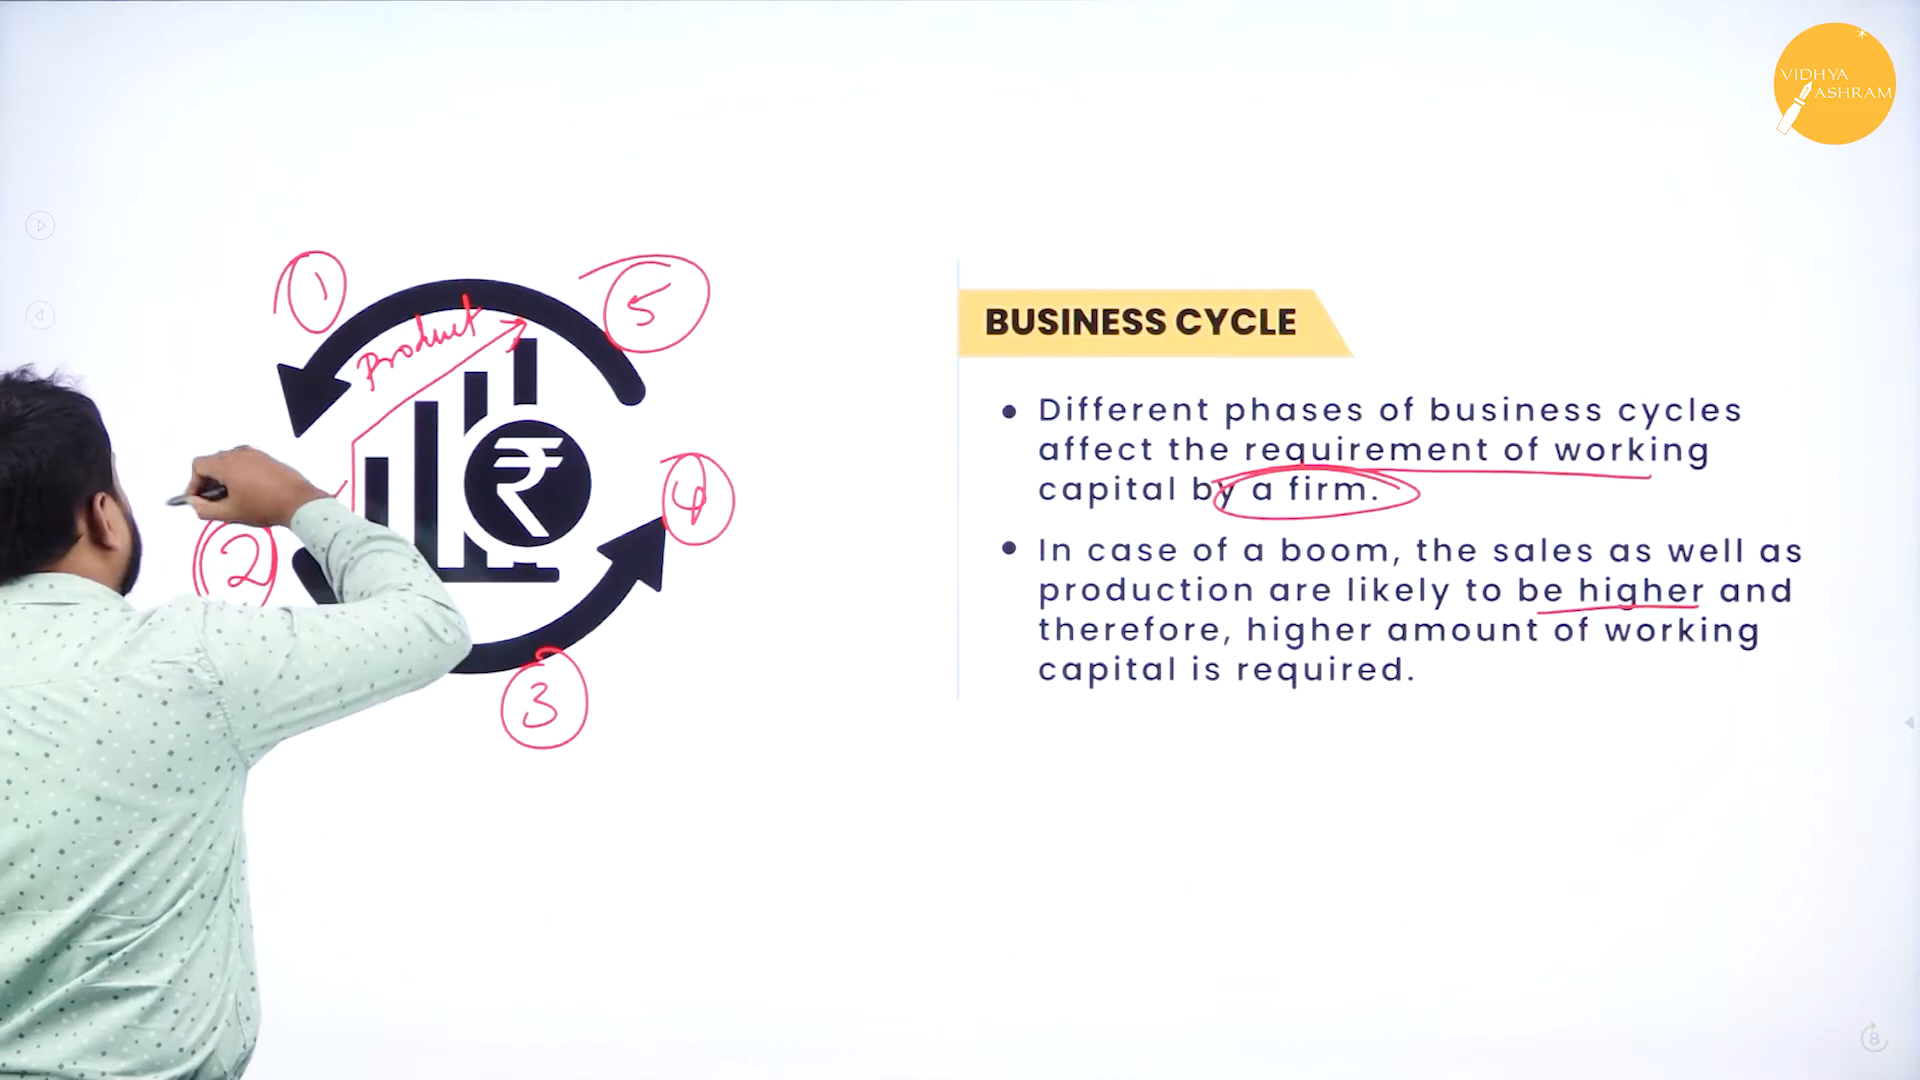 VIDHYA
ASHRAM
1
5
Product
₹
4
2
3
BUSINESS CYCLE
• Different phases of business cycles
affect the requirement of working
capital by a firm.
• In case of a boom, the sales as well as
production are likely to be higher and
therefore, higher amount of working
capital is required.
8